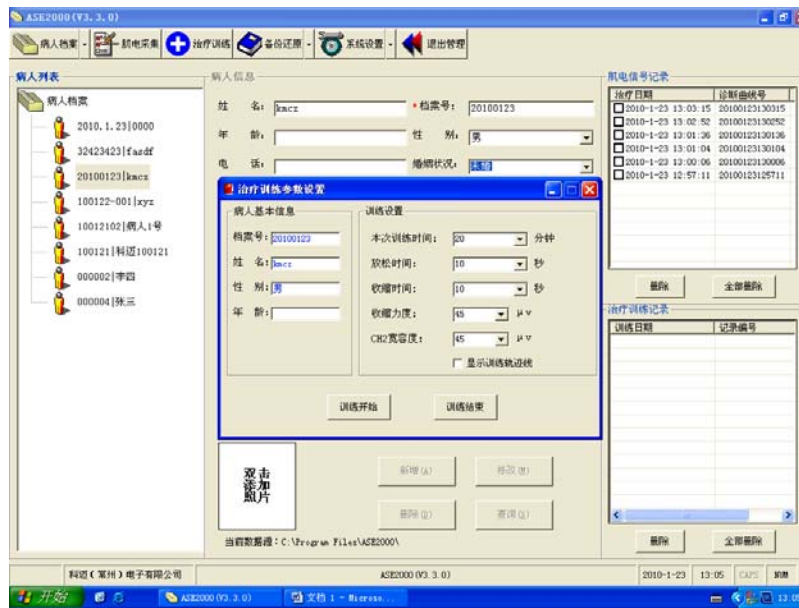 ASE2000(V3.3.0)
病人档案
肌电采集
治疗训练
备份还原
系统设置
退出管理
病人列表
病人档案
2010.1.23|0000
32423423|fasdf
20100123|kmcz
100122-001|xyz
10012102|病人1号
100121|科迈100121
000002|李四
000004|张三
病人信息
姓 名: kmcz
*档案号: 20100123
年 龄:
性 别: 男
电 话:
婚姻状况: 未婚
治疗训练参数设置
病人基本信息
档案号: 20100123
姓 名: kmcz
性 别: 男
年 龄:
训练设置
本次训练时间: 20 分钟
放松时间: 10 秒
收缩时间: 10 秒
收缩力度: 45 μv
CH2宽容度: 45 μv
显示训练轨迹线
训练开始
训练结束
双击
添加
照片
新增(A)
修改(M)
删除(D)
查询(Q)
当前数据源:C:\Program Files\ASE2000\
肌电信号记录
治疗日期 诊断曲线号
2010-1-23 13:03:15 20100123130315
2010-1-23 13:02:52 20100123130252
2010-1-23 13:01:36 20100123130136
2010-1-23 13:01:04 20100123130104
2010-1-23 13:00:06 20100123130006
2010-1-23 12:57:11 20100123125711
删除
全部删除
治疗训练记录
训练日期 记录编号
删除
全部删除
科迈(常州)电子有限公司
ASE2000(V3.3.0)
2010-1-23
13:05
CAPS
NUM
开始
ASE2000(V3.3.0)
文档 1 - Microso...
13:05